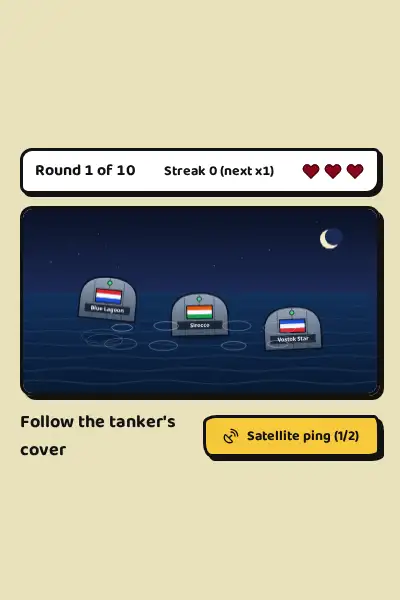 Round 1 of 10
Streak 0 (next x1)
Blue Lagoon
Sirocco
Vostok Star
Follow the tanker's
cover
Satellite ping (1/2)